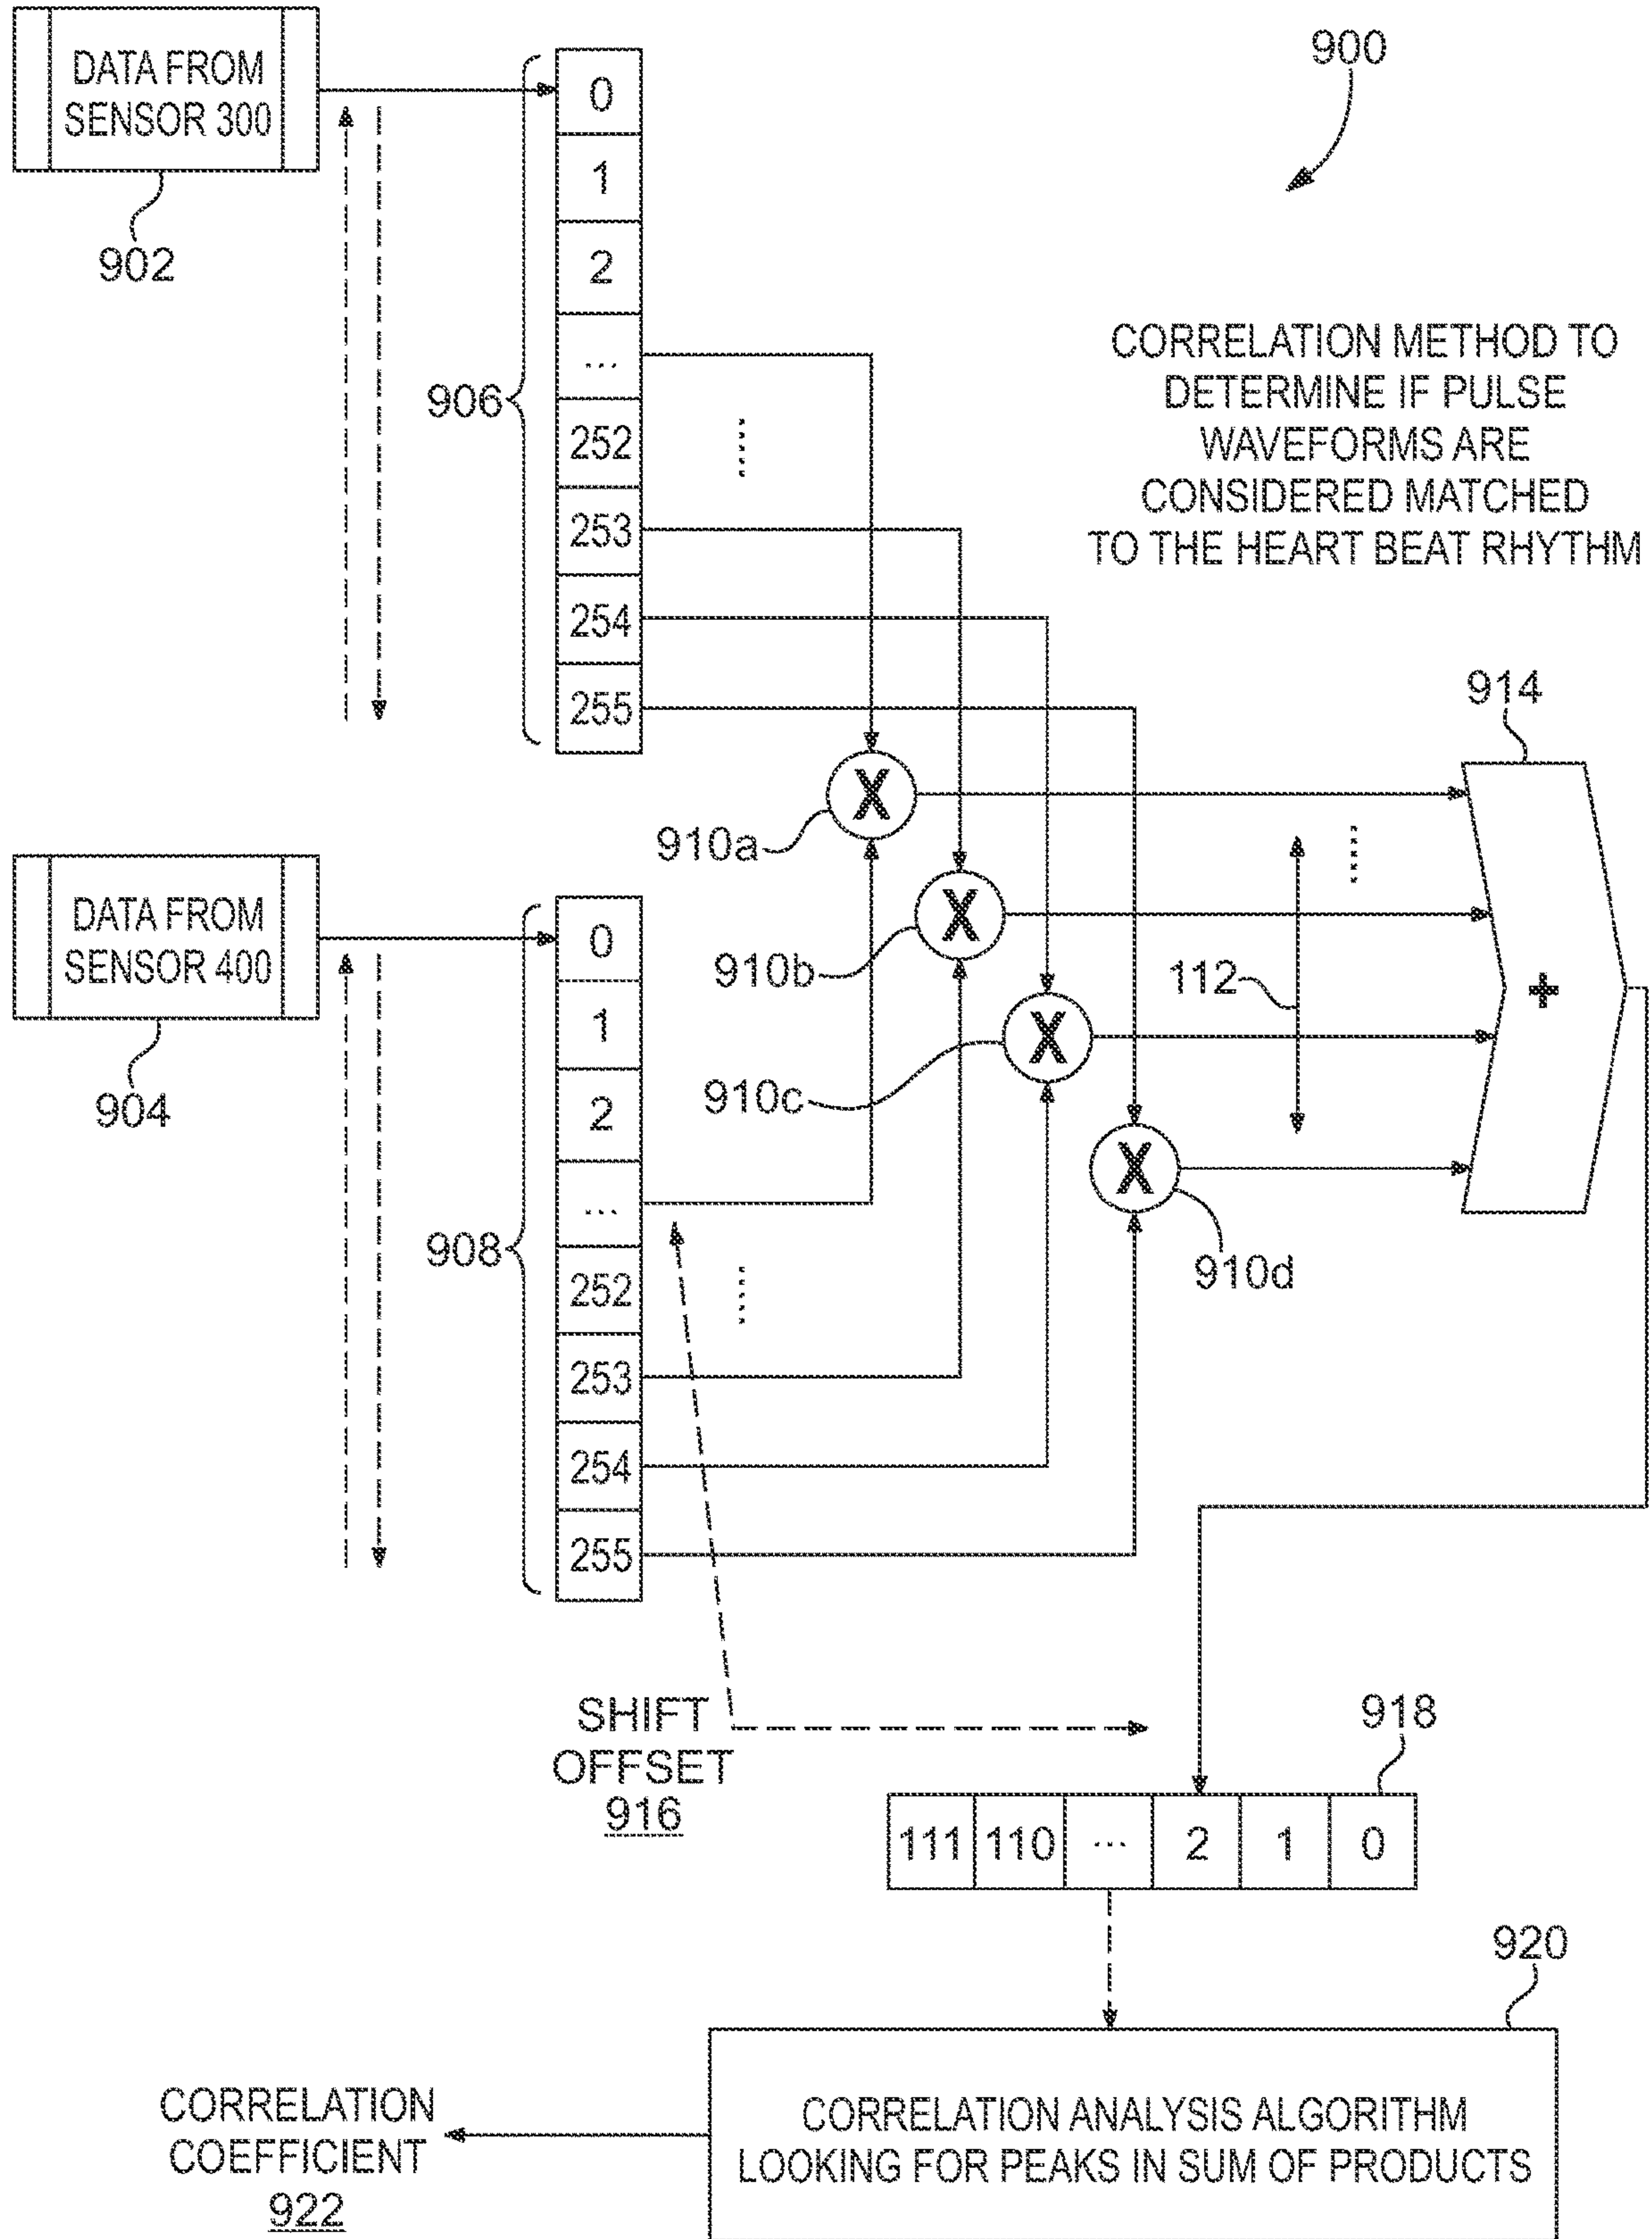 900
DATA FROM
SENSOR 300
902
0
1
2
...
252
253
254
255
906
.....
CORRELATION METHOD TO
DETERMINE IF PULSE
WAVEFORMS ARE
CONSIDERED MATCHED
TO THE HEART BEAT RHYTHM
914
X
910a
X
910b
X
910c
X
910d
112
.....
+
DATA FROM
SENSOR 400
904
0
1
2
...
252
253
254
255
908
.....
SHIFT
OFFSET
916
918
111 110 ... 2 1 0
920
CORRELATION ANALYSIS ALGORITHM
LOOKING FOR PEAKS IN SUM OF PRODUCTS
CORRELATION
COEFFICIENT
922